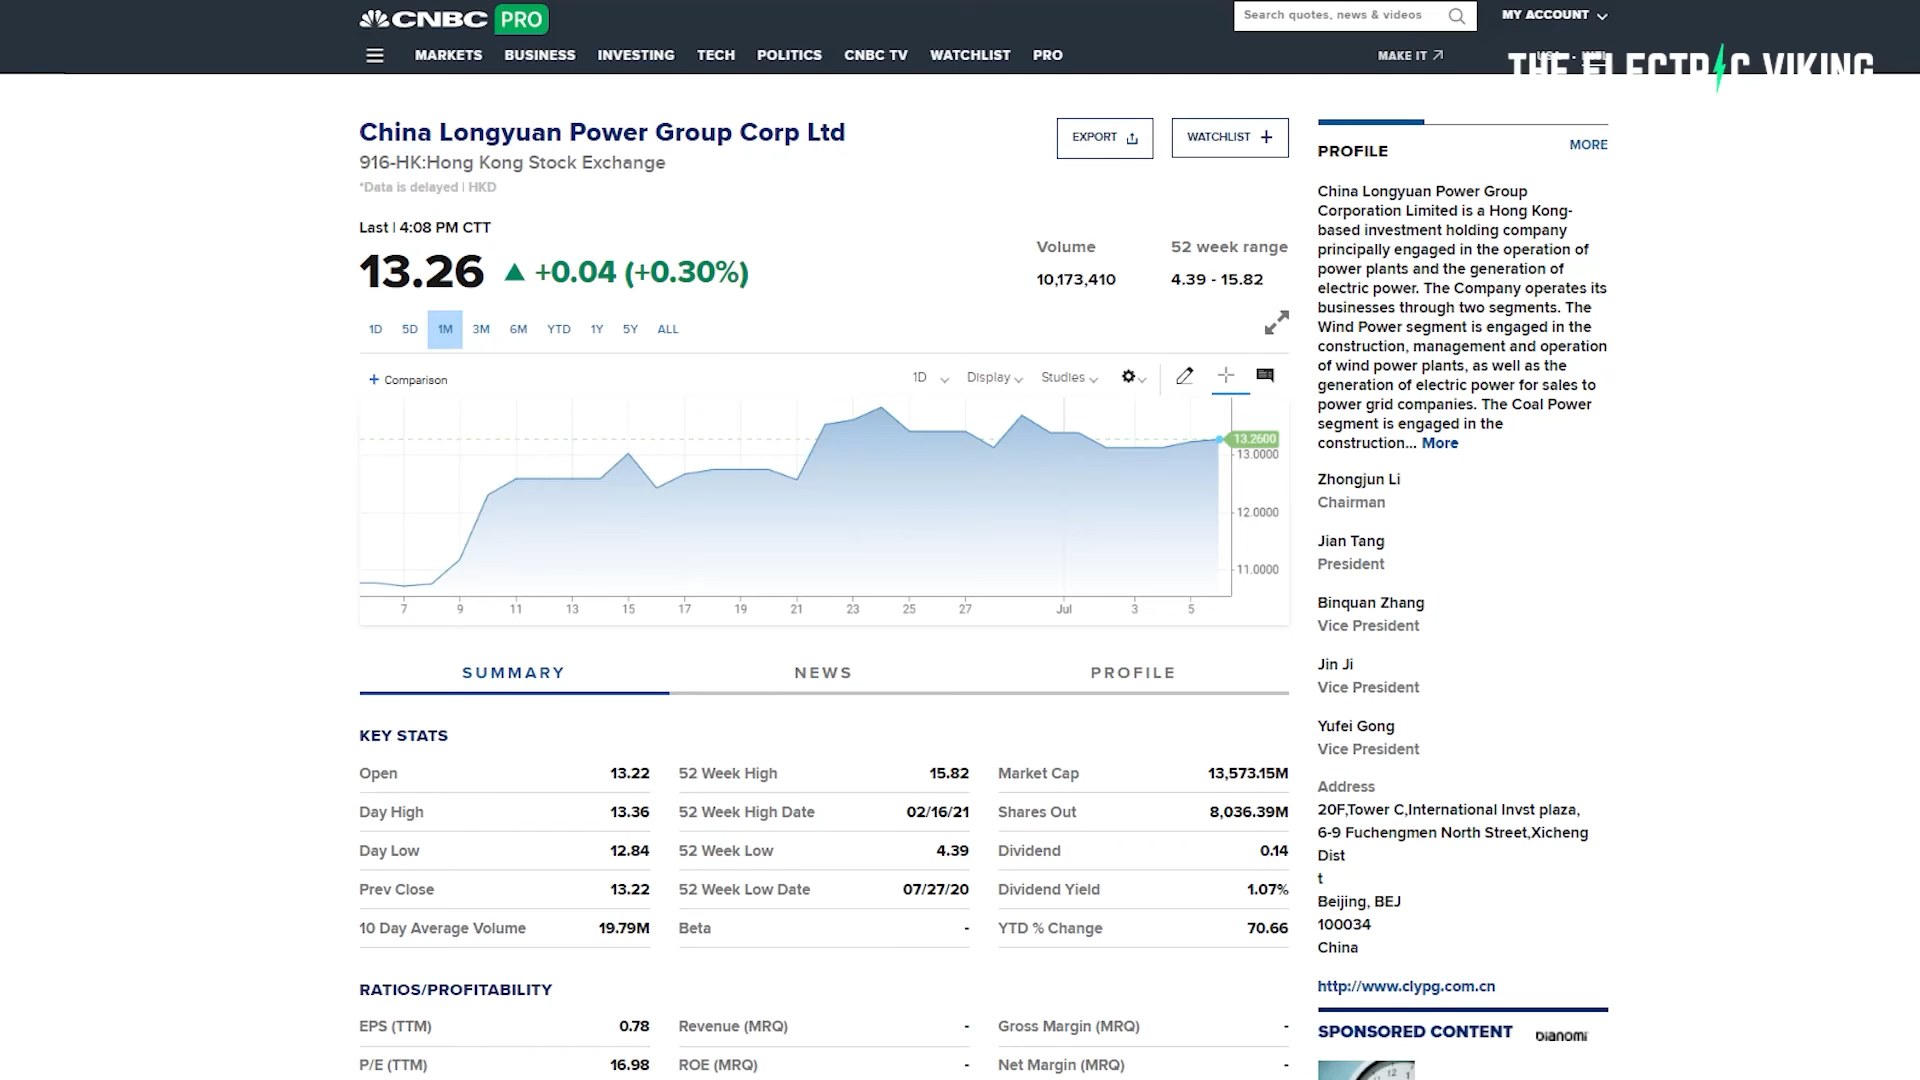 CNBC PRO
Search quotes, news & videos
MY ACCOUNT
MARKETS BUSINESS INVESTING TECH POLITICS CNBC TV WATCHLIST PRO
MAKE IT
THE ELECTRIC VIKING
China Longyuan Power Group Corp Ltd
916-HK:Hong Kong Stock Exchange
*Data is delayed | HKD
EXPORT
WATCHLIST +
Last | 4:08 PM CTT
13.26 +0.04 (+0.30%)
Volume
10,173,410
52 week range
4.39 - 15.82
1D 5D 1M 3M 6M YTD 1Y 5Y ALL
+ Comparison
1D Display Studies
13.2600
13.0000
12.0000
11.0000
7 9 11 13 15 17 19 21 23 25 27 Jul 3 5
SUMMARY NEWS PROFILE
KEY STATS
Open 13.22
Day High 13.36
Day Low 12.84
Prev Close 13.22
10 Day Average Volume 19.79M
52 Week High 15.82
52 Week High Date 02/16/21
52 Week Low 4.39
52 Week Low Date 07/27/20
Beta -
Market Cap 13,573.15M
Shares Out 8,036.39M
Dividend 0.14
Dividend Yield 1.07%
YTD % Change 70.66
RATIOS/PROFITABILITY
EPS (TTM) 0.78
P/E (TTM) 16.98
Revenue (MRQ) -
ROE (MRQ) -
Gross Margin (MRQ) -
Net Margin (MRQ) -
PROFILE
MORE
China Longyuan Power Group
Corporation Limited is a Hong Kong-
based investment holding company
principally engaged in the operation of
power plants and the generation of
electric power. The Company operates its
businesses through two segments. The
Wind Power segment is engaged in the
construction, management and operation
of wind power plants, as well as the
generation of electric power for sales to
power grid companies. The Coal Power
segment is engaged in the
construction... More
Zhongjun Li
Chairman
Jian Tang
President
Binquan Zhang
Vice President
Jin Ji
Vice President
Yufei Gong
Vice President
Address
20F,Tower C,International Invst plaza,
6-9 Fuchengmen North Street,Xicheng
Dist
t
Beijing, BEJ
100034
China
http://www.clypg.com.cn
SPONSORED CONTENT
DIANOMI